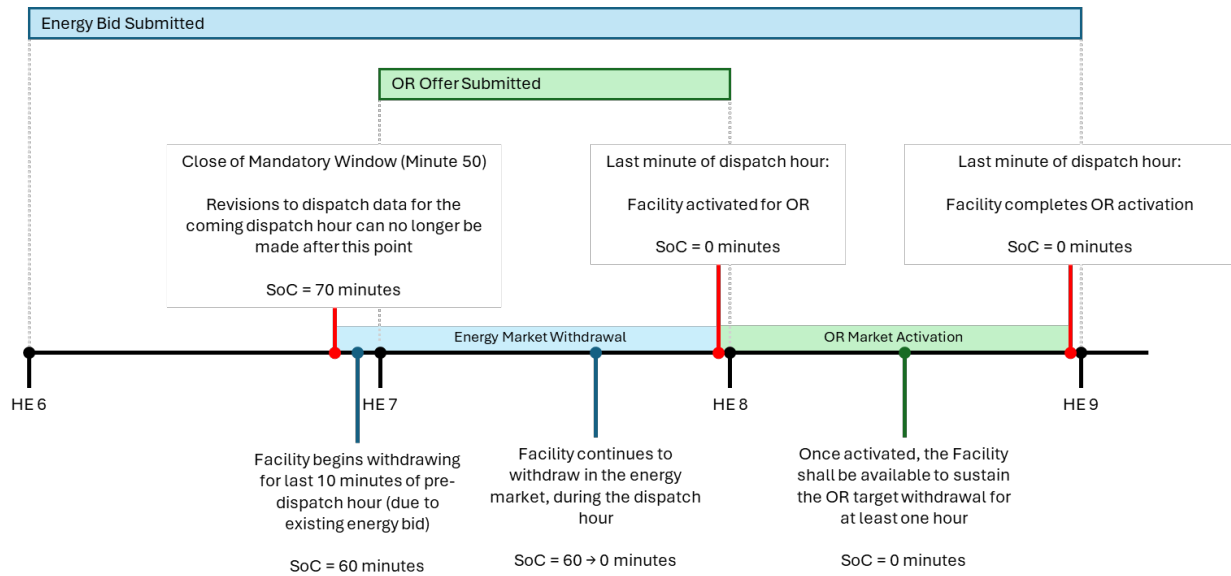 Energy Bid Submitted
OR Offer Submitted
Close of Mandatory Window (Minute 50)
Revisions to dispatch data for the
coming dispatch hour can no longer be
made after this point
SoC = 70 minutes
Last minute of dispatch hour:
Facility activated for OR
SoC = 0 minutes
Last minute of dispatch hour:
Facility completes OR activation
SoC = 0 minutes
Energy Market Withdrawal
OR Market Activation
HE 6
HE 7
HE 8
HE 9
Facility begins withdrawing
for last 10 minutes of pre-
dispatch hour (due to
existing energy bid)
SoC = 60 minutes
Facility continues to
withdraw in the energy
market, during the dispatch
hour
SoC = 60 → 0 minutes
Once activated, the Facility
shall be available to sustain
the OR target withdrawal for
at least one hour
SoC = 0 minutes